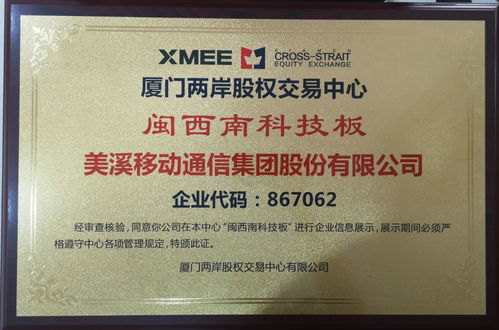 XMEE
XIAMEN
CROSS-STRAIT
EQUITY EXCHANGE
厦门两岸股权交易中心
闽西南科技板
美溪移动通信集团股份有限公司
企业代码：867062
经审查核验，同意你公司在本中心“闽西南科技板”进行企业信息展示，展示期间必须严
格遵守中心各项管理规定，特颁此证。
厦门两岸股权交易中心有限公司